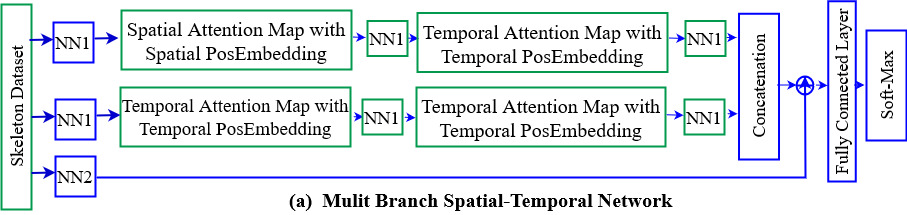 Skeleton Dataset
NN1
Spatial Attention Map with
Spatial PosEmbedding
NN1
Temporal Attention Map with
Temporal PosEmbedding
NN1
NN1
Temporal Attention Map with
Temporal PosEmbedding
NN1
Temporal Attention Map with
Temporal PosEmbedding
NN1
NN2
Concatenation
Fully Connected Layer
Soft-Max
(a) Mulit Branch Spatial-Temporal Network